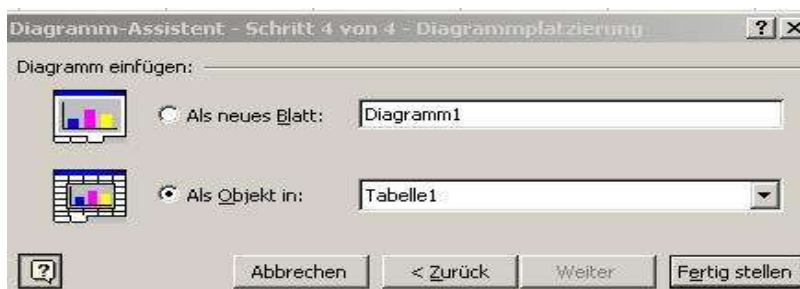 Diagramm-Assistent - Schritt 4 von 4 - Diagrammplatzierung
Diagramm einfügen:
Als neues Blatt: Diagramm1
Als Objekt in: Tabelle1
Abbrechen < Zurück Weiter Fertig stellen